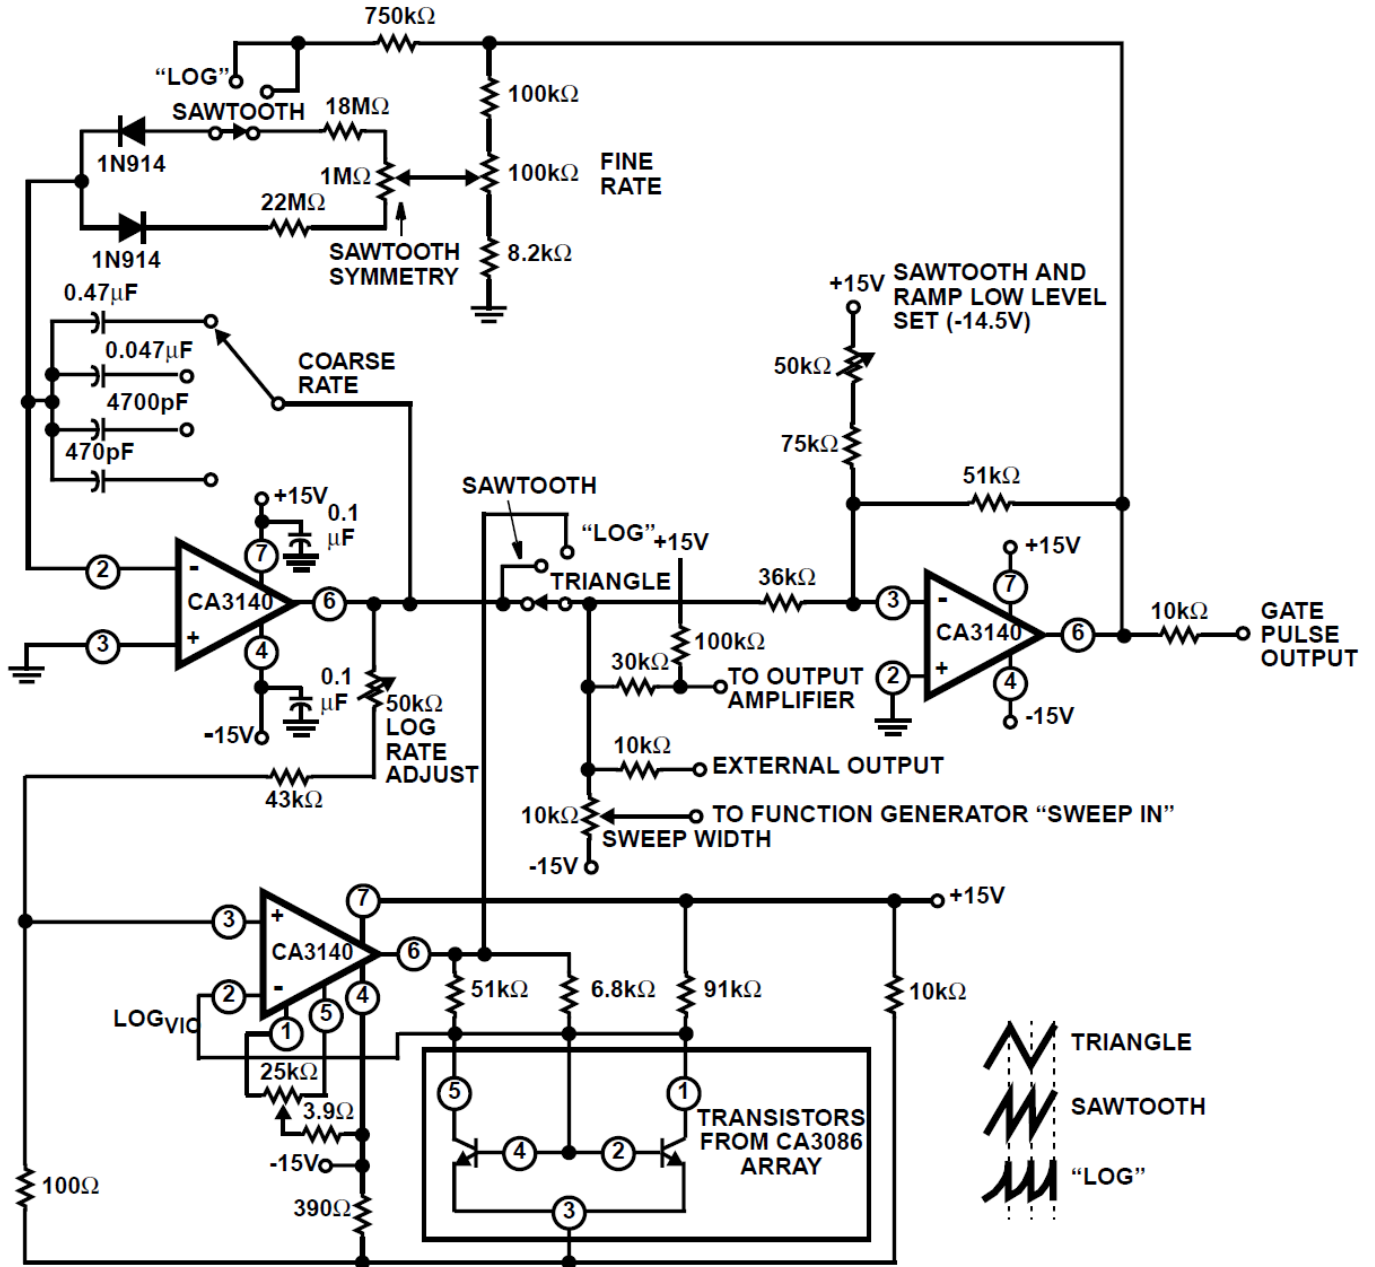 750kΩ
"LOG"
SAWTOOTH
18MΩ
100kΩ
1N914
1MΩ
100kΩ
FINE
RATE
22MΩ
1N914
SAWTOOTH
SYMMETRY
8.2kΩ
0.47μF
+15V
SAWTOOTH AND
RAMP LOW LEVEL
SET (-14.5V)
0.047μF
COARSE
RATE
50kΩ
4700pF
470pF
75kΩ
51kΩ
SAWTOOTH
+15V
0.1
μF
"LOG"
+15V
+15V
7
2
-
CA3140
6
TRIANGLE
36kΩ
3
-
7
CA3140
6
10kΩ
GATE
PULSE
OUTPUT
3
+
4
100kΩ
30kΩ
TO OUTPUT
AMPLIFIER
2
+
4
-15V
0.1
μF
50kΩ
LOG
RATE
ADJUST
-15V
10kΩ
EXTERNAL OUTPUT
43kΩ
10kΩ
TO FUNCTION GENERATOR "SWEEP IN"
SWEEP WIDTH
-15V
7
+15V
3
+
CA3140
6
2
-
4
51kΩ
6.8kΩ
91kΩ
10kΩ
LOGVIO
1
5
25kΩ
3.9Ω
5
1
TRANSISTORS
FROM CA3086
ARRAY
4
2
-15V
100Ω
390Ω
3
TRIANGLE
SAWTOOTH
"LOG"